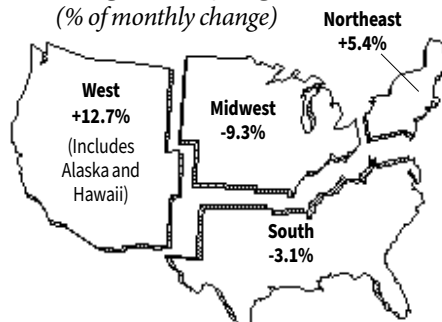 (% of monthly change)
Northeast
+5.4%
West
+12.7%
(Includes
Alaska and
Hawaii)
Midwest
-9.3%
South
-3.1%